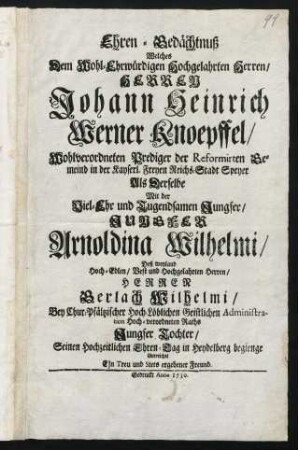 99
Ehren-Gedächtnuß
Welches
Dem Wohl-Ehrwürdigen Hochgelahrten Herren/
HERREN
Johann Heinrich
Werner Knoepffel/
Wohlverordneten Prediger der Reformirten Ge-
meind in der Kayserl. Freyen Reichs-Stadt Speyer
Als Derselbe
Mit der
Viel-Ehr und Tugendsamen Jungfer/
JUNGFER
Arnoldina Wilhelmi/
Deß weyland
Hoch-Edlen/ Vest und Hochgelahrten Herren/
HERREN
Gerlach Wilhelmi/
Bey Chur-Pfältzischer Hoch Löblichen Geistlichen Administra-
tion Hoch-verordneten Raths
Jungfer Tochter/
Seinen Hochzeitlichen Ehren-Dag in Heydelberg begienge
überreichet
Ein Treu und stets ergebener Freund.
Gedruckt Anno 1730.